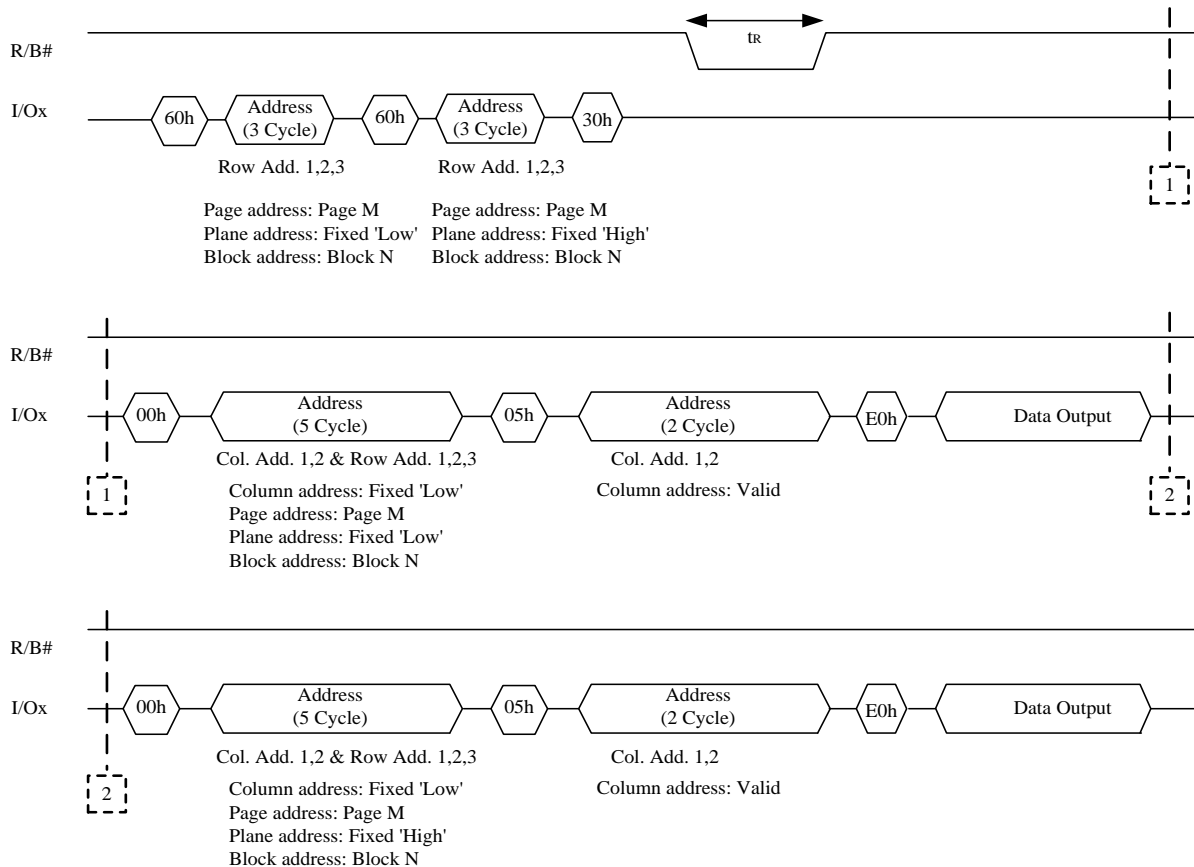 R/B#
tR
I/Ox
60h
Address
(3 Cycle)
60h
Address
(3 Cycle)
30h
Row Add. 1,2,3
Row Add. 1,2,3
1
Page address: Page M
Plane address: Fixed 'Low'
Block address: Block N
Page address: Page M
Plane address: Fixed 'High'
Block address: Block N
R/B#
I/Ox
00h
Address
(5 Cycle)
05h
Address
(2 Cycle)
E0h
Data Output
1
Col. Add. 1,2 & Row Add. 1,2,3
Column address: Fixed 'Low'
Page address: Page M
Plane address: Fixed 'Low'
Block address: Block N
Col. Add. 1,2
Column address: Valid
2
R/B#
I/Ox
00h
Address
(5 Cycle)
05h
Address
(2 Cycle)
E0h
Data Output
2
Col. Add. 1,2 & Row Add. 1,2,3
Column address: Fixed 'Low'
Page address: Page M
Plane address: Fixed 'High'
Block address: Block N
Col. Add. 1,2
Column address: Valid